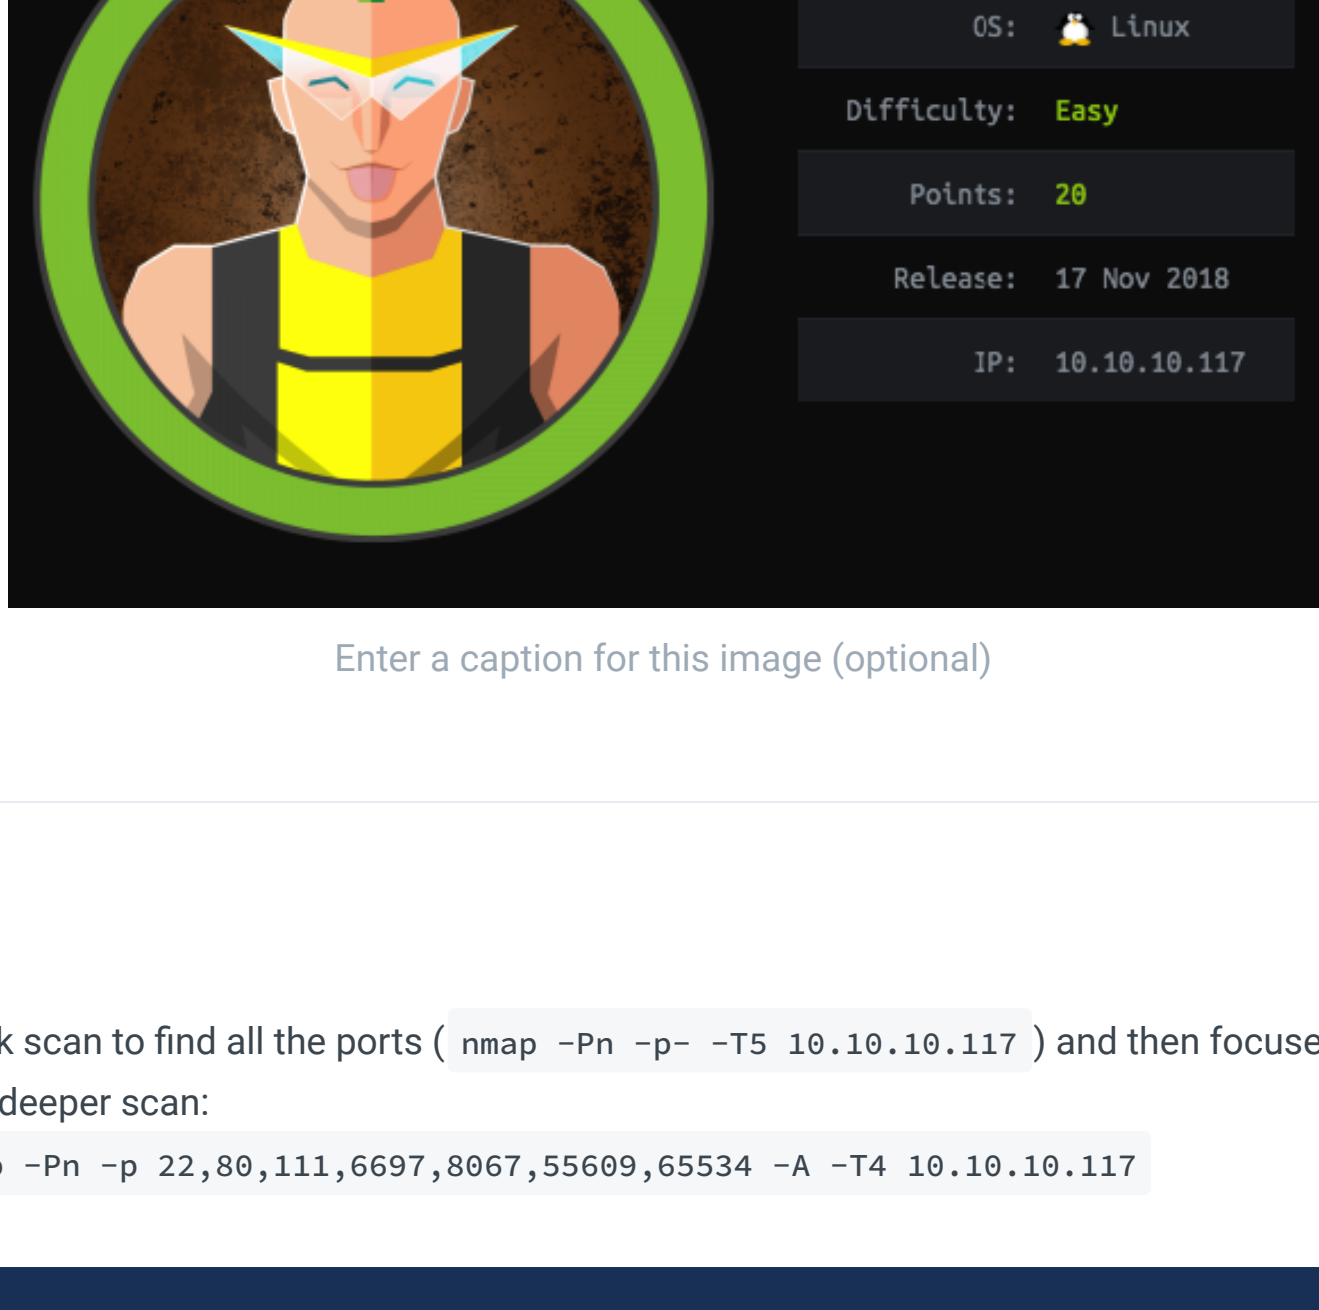 OS: Linux
Difficulty: Easy
Points: 20
Release: 17 Nov 2018
IP: 10.10.10.117
Enter a caption for this image (optional)
scan to find all the ports ( nmap -Pn -p- -T5 10.10.10.117 ) and then
deeper scan:
-Pn -p 22,80,111,6697,8067,55609,65534 -A -T4 10.10.10.117